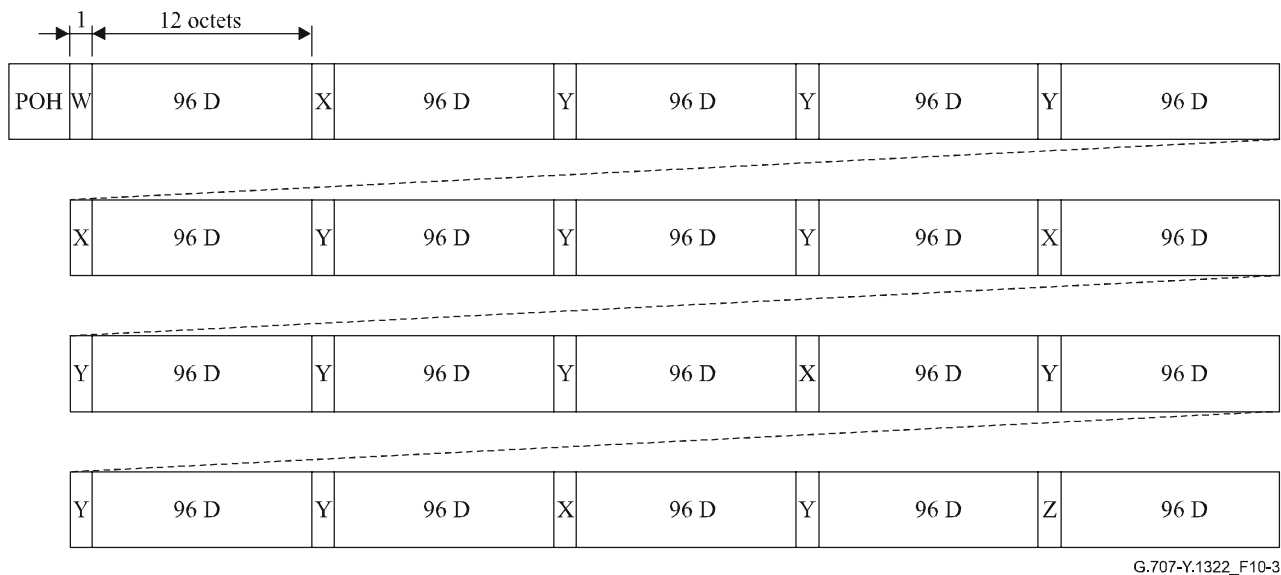 1 12 octets
POH W 96 D X 96 D Y 96 D Y 96 D Y 96 D
X 96 D Y 96 D Y 96 D Y 96 D X 96 D
Y 96 D Y 96 D Y 96 D X 96 D Y 96 D
Y 96 D Y 96 D X 96 D Y 96 D Z 96 D
G.707-Y.1322_F10-3